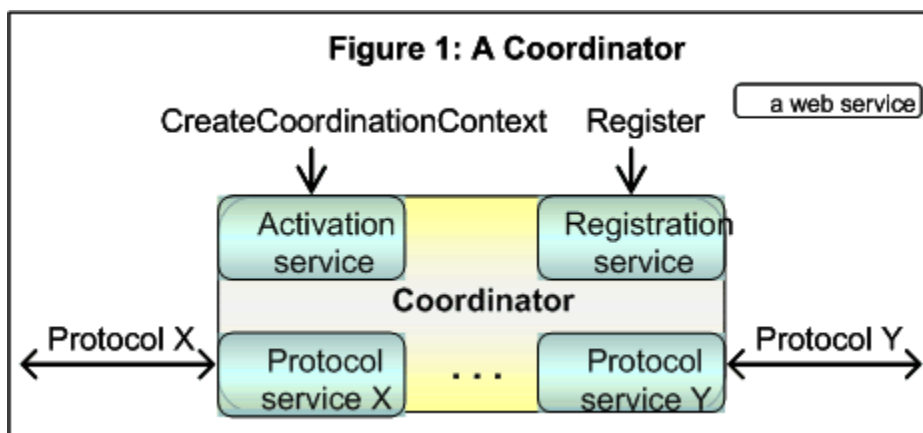 Figure 1: A Coordinator
a web service
CreateCoordinationContext
Register
Activation
service
Registration
service
Coordinator
Protocol X
Protocol
service X
. . .
Protocol
service Y
Protocol Y